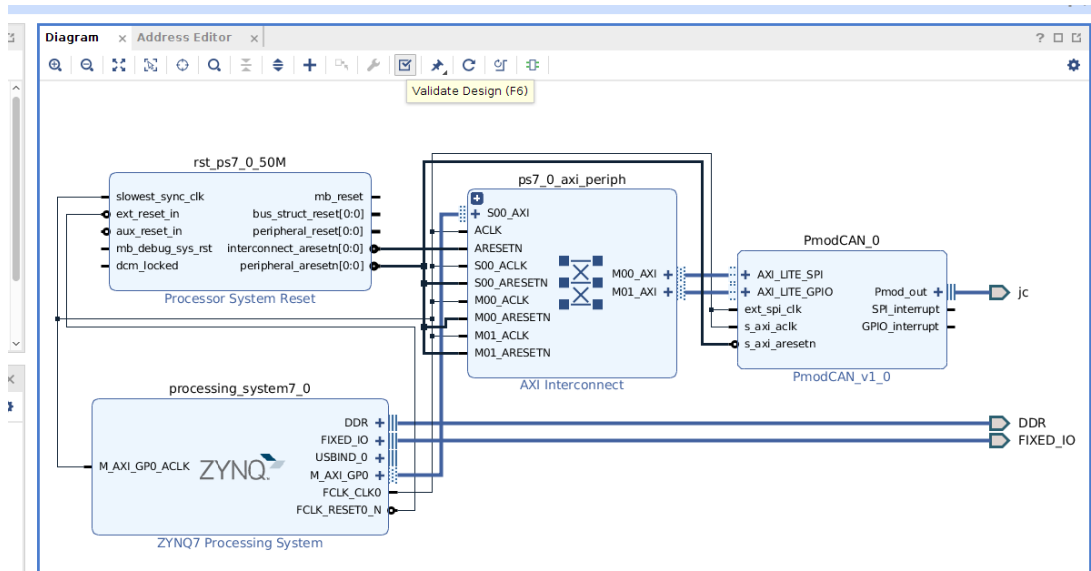 Diagram × Address Editor ×
Validate Design (F6)
rst_ps7_0_50M
slowest_sync_clk mb_reset
ext_reset_in bus_struct_reset[0:0]
aux_reset_in peripheral_reset[0:0]
mb_debug_sys_rst interconnect_aresetn[0:0]
dcm_locked peripheral_aresetn[0:0]
Processor System Reset
ps7_0_axi_periph
S00_AXI
ACLK
ARESETN
S00_ACLK
S00_ARESETN
M00_ACLK
M00_ARESETN
M01_ACLK
M01_ARESETN
M00_AXI
M01_AXI
AXI Interconnect
PmodCAN_0
AXI_LITE_SPI
AXI_LITE_GPIO Pmod_out
ext_spi_clk SPI_interrupt
s_axi_aclk GPIO_interrupt
s_axi_aresetn
PmodCAN_v1_0
jc
processing_system7_0
M_AXI_GP0_ACLK
ZYNQ
DDR
FIXED_IO
USBIND_0
M_AXI_GP0
FCLK_CLK0
FCLK_RESET0_N
ZYNQ7 Processing System
DDR
FIXED_IO